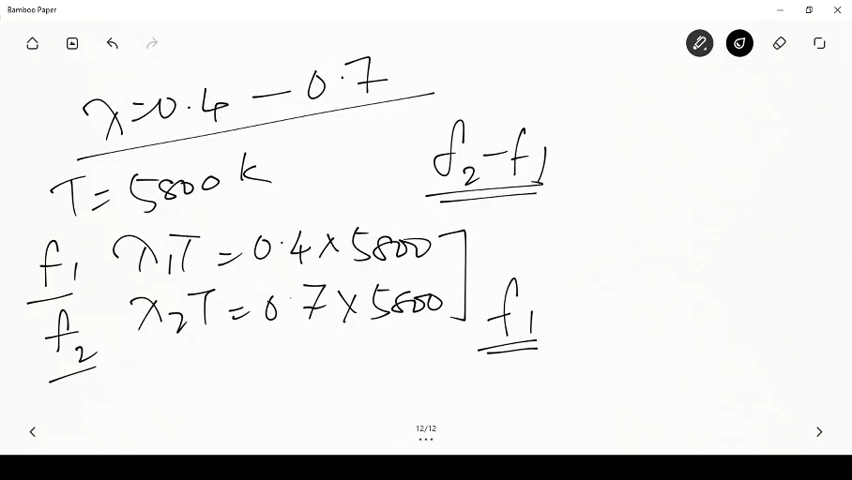 Bamboo Paper
λ=0.4 – 0.7
T= 5800 k
f2–f1
f1 λ1T = 0.4×5800
f2 λ2T = 0.7×5800
f1
12/12